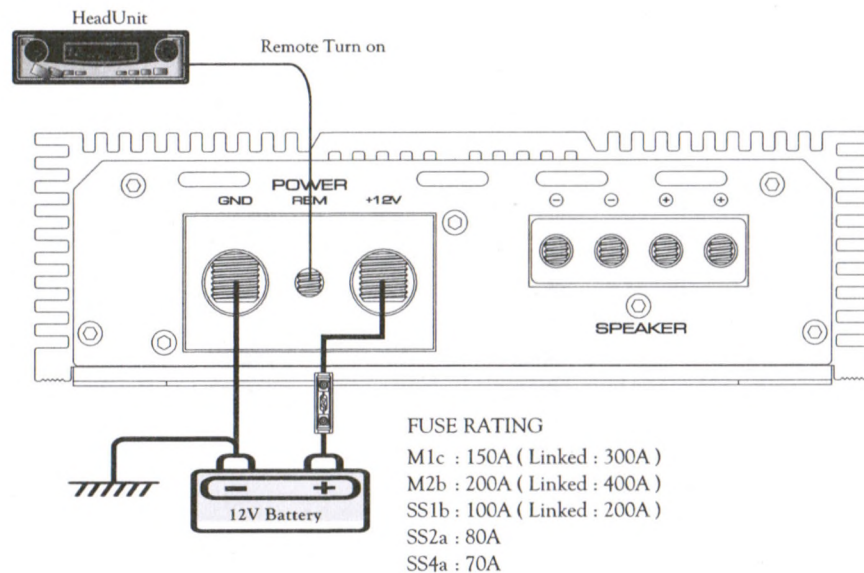 HeadUnit
Remote Turn on
POWER
GND REM +12V
⊖ ⊖ ⊕ ⊕
SPEAKER
FUSE RATING
M1c : 150A ( Linked : 300A )
M2b : 200A ( Linked : 400A )
SS1b : 100A ( Linked : 200A )
SS2a : 80A
SS4a : 70A
− +
12V Battery